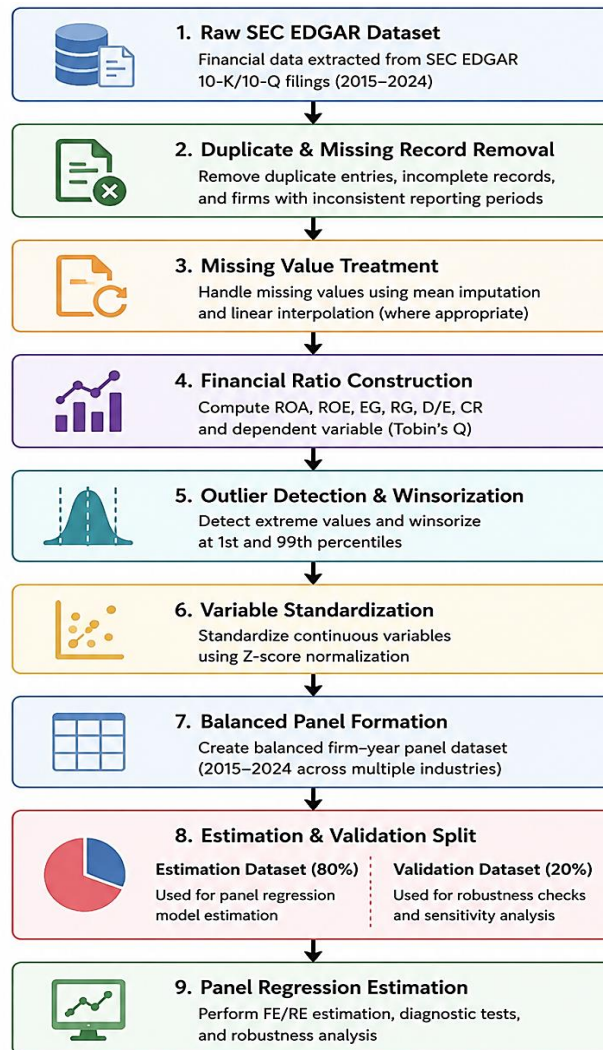 1. Raw SEC EDGAR Dataset
Financial data extracted from SEC EDGAR
10-K/10-Q filings (2015–2024)
2. Duplicate & Missing Record Removal
Remove duplicate entries, incomplete records,
and firms with inconsistent reporting periods
3. Missing Value Treatment
Handle missing values using mean imputation
and linear interpolation (where appropriate)
4. Financial Ratio Construction
Compute ROA, ROE, EG, RG, D/E, CR
and dependent variable (Tobin's Q)
5. Outlier Detection & Winsorization
Detect extreme values and winsorize
at 1st and 99th percentiles
6. Variable Standardization
Standardize continuous variables
using Z-score normalization
7. Balanced Panel Formation
Create balanced firm–year panel dataset
(2015–2024 across multiple industries)
8. Estimation & Validation Split
Estimation Dataset (80%)
Used for panel regression
model estimation
Validation Dataset (20%)
Used for robustness checks
and sensitivity analysis
9. Panel Regression Estimation
Perform FE/RE estimation, diagnostic tests,
and robustness analysis